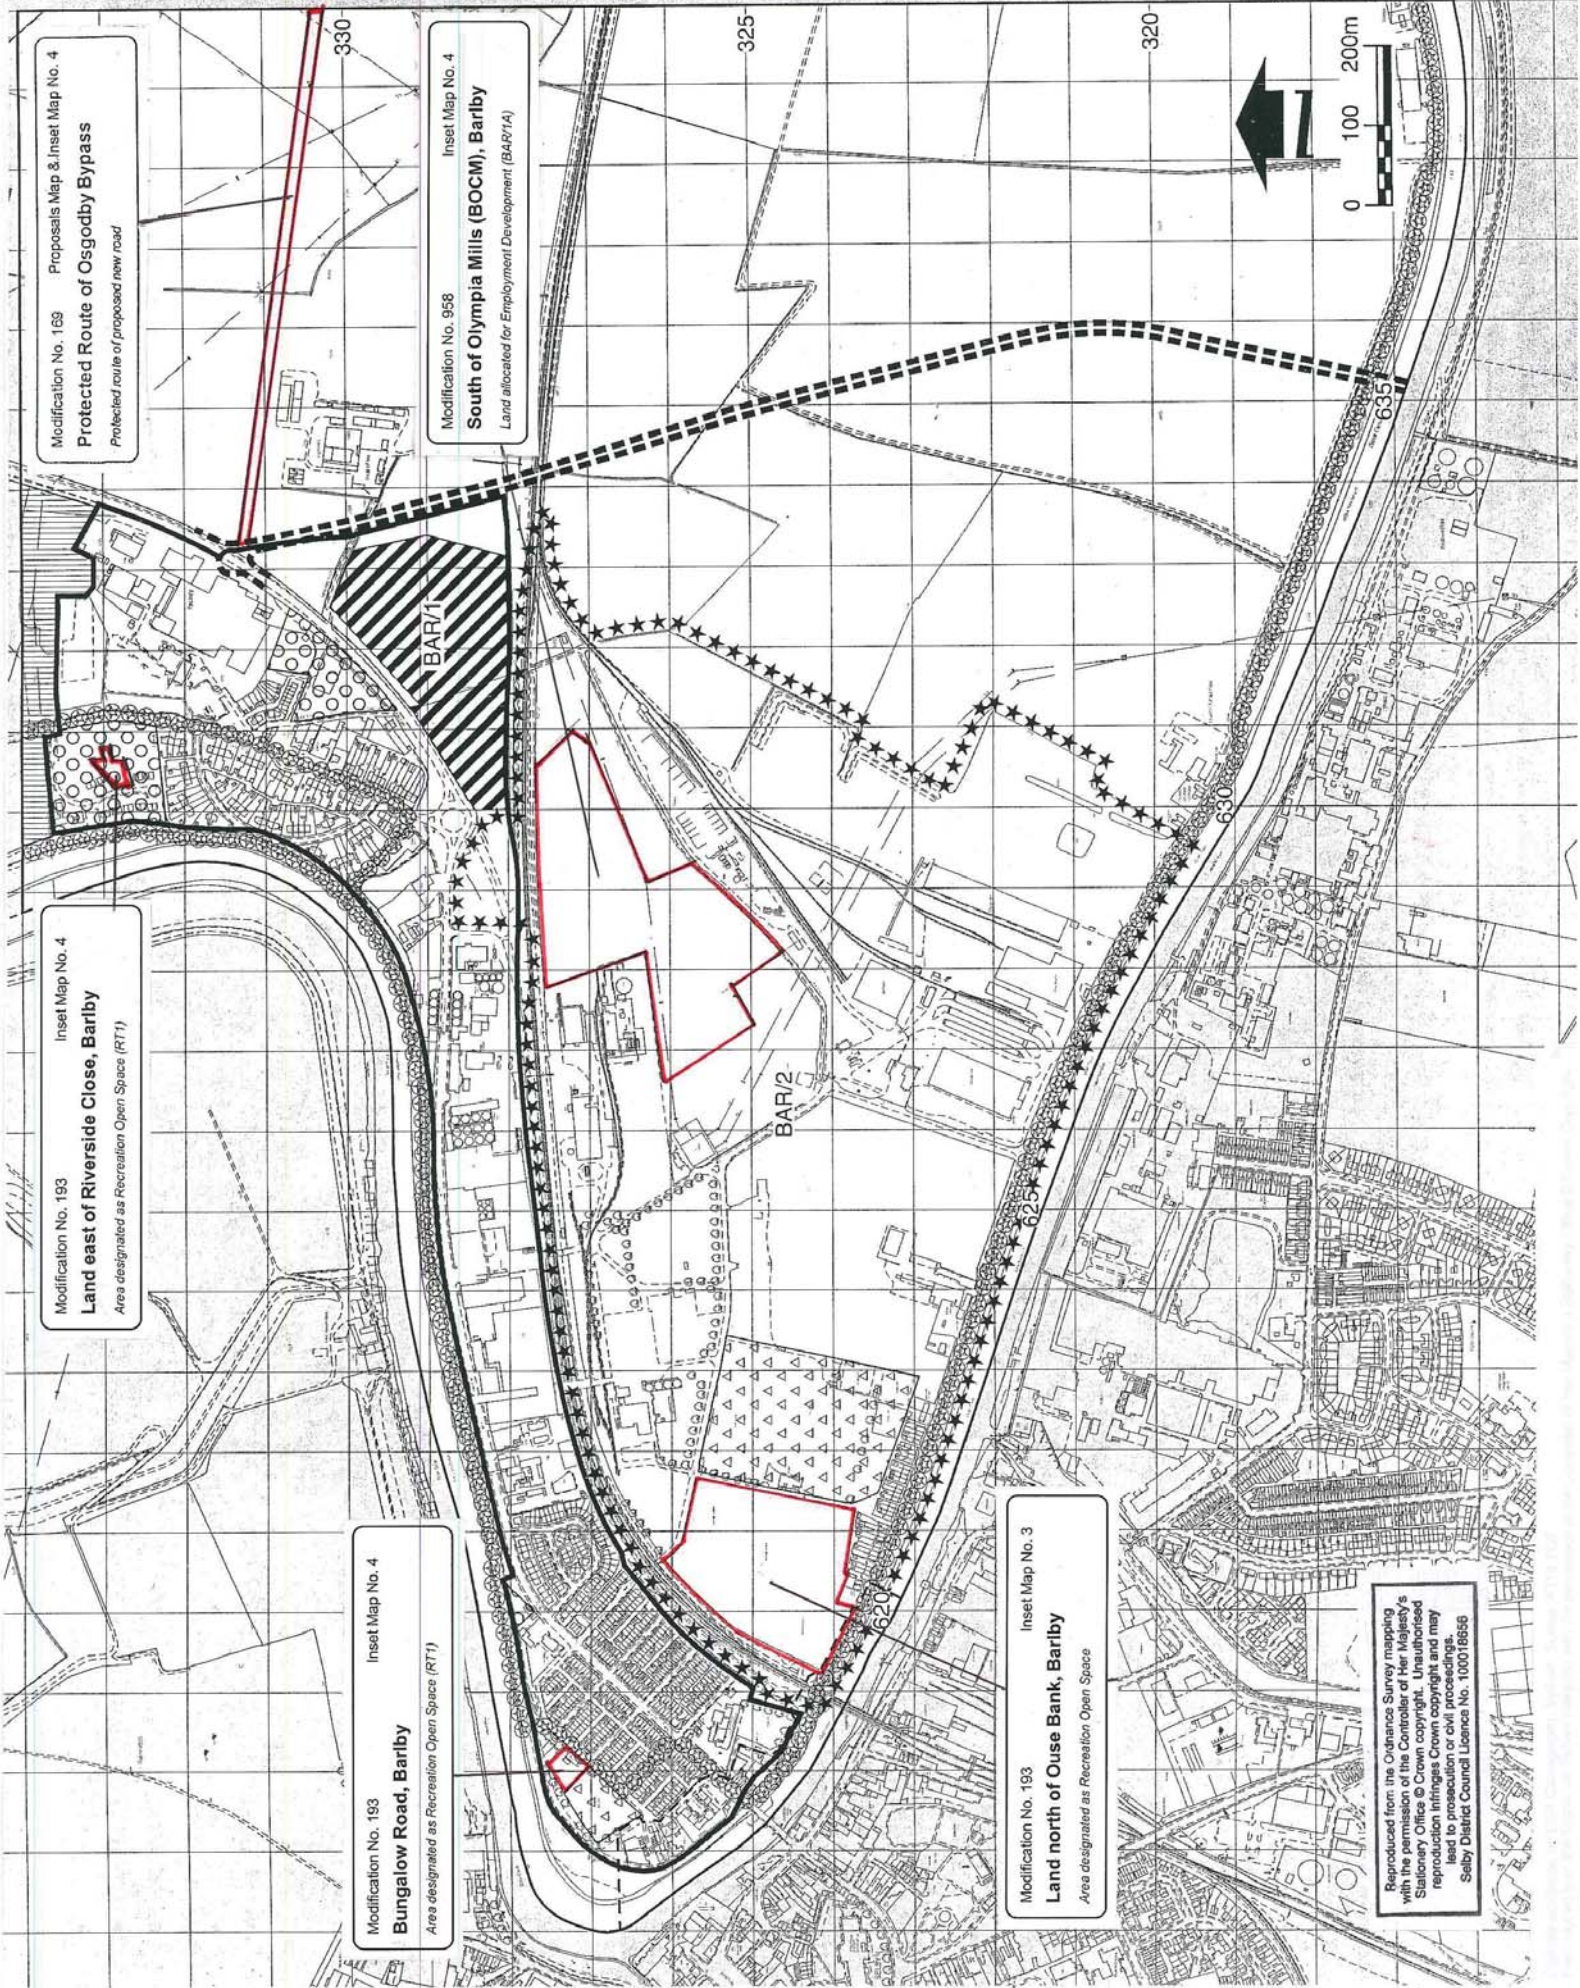 Modification No. 169 Proposals Map & Inset Map No. 4
Protected Route of Osgodby Bypass
Protected route of proposed new road
Modification No. 958 Inset Map No. 4
South of Olympia Mills (BOCM), Barlby
Land allocated for Employment Development (BAR/1A)
Modification No. 193 Inset Map No. 4
Land east of Riverside Close, Barlby
Area designated as Recreation Open Space (RT1)
Modification No. 193 Inset Map No. 4
Bungalow Road, Barlby
Area designated as Recreation Open Space (RT1)
Modification No. 193 Inset Map No. 3
Land north of Ouse Bank, Barlby
Area designated as Recreation Open Space
BAR/1
BAR/2
330
325
320
620
625
630
635
0 100 200m
Reproduced from the Ordnance Survey mapping
with the permission of the Controller of Her Majesty's
Stationery Office © Crown copyright. Unauthorised
reproduction infringes Crown copyright and may
lead to prosecution or civil proceedings.
Selby District Council Licence No. 100018656